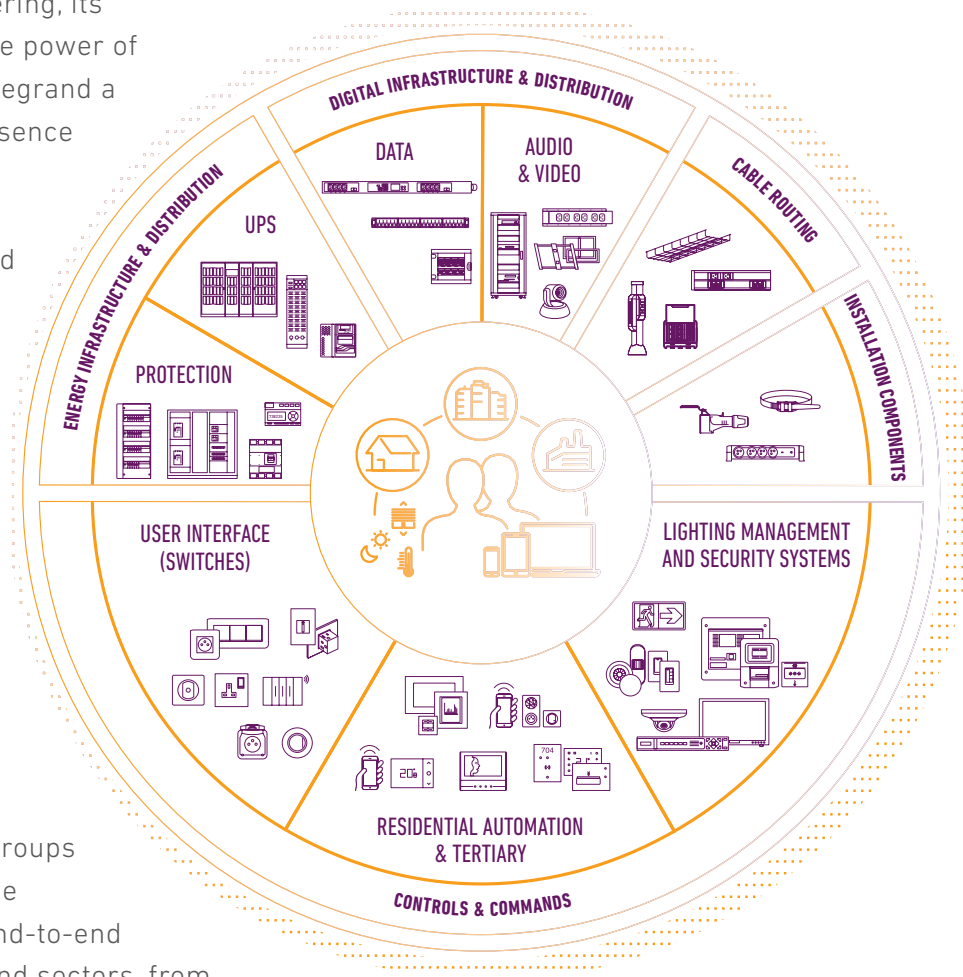 ering, its
e power of
egrand a
sence
d
roups
e
nd-to-end
nd sectors, from
DIGITAL INFRASTRUCTURE & DISTRIBUTION
DATA
AUDIO
& VIDEO
CABLE ROUTING
INSTALLATION COMPONENTS
ENERGY INFRASTRUCTURE & DISTRIBUTION
UPS
PROTECTION
USER INTERFACE
(SWITCHES)
LIGHTING MANAGEMENT
AND SECURITY SYSTEMS
704
RESIDENTIAL AUTOMATION
& TERTIARY
CONTROLS & COMMANDS